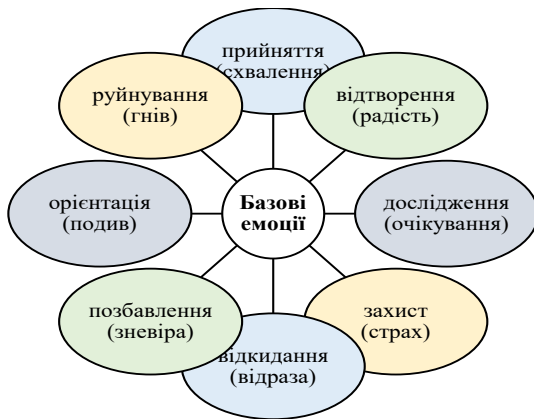 прийняття
(схвалення)
руйнування
(гнів)
відтворення
(радість)
орієнтація
(подив)
Базові
емоції
дослідження
(очікування)
позбавлення
(зневіра)
захист
(страх)
відкидання
(відраза)